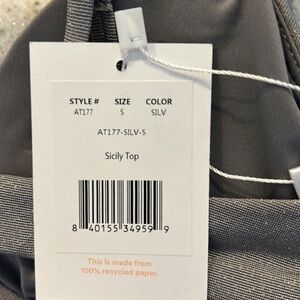 STYLE # SIZE COLOR
AT177 S SILV
AT177-SILV-S
Sicily Top
8 40155 34959 9
This is made from
100% recycled paper.